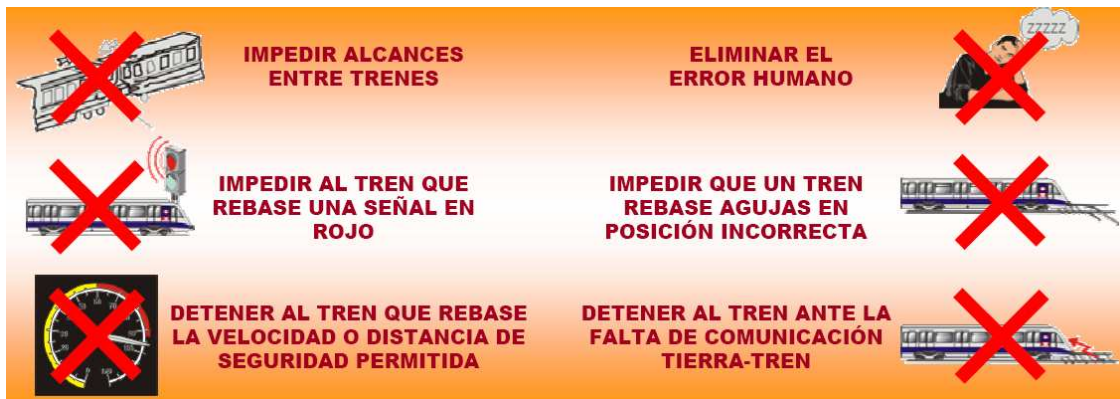 IMPEDIR ALCANCES
ENTRE TRENES
ELIMINAR EL
ERROR HUMANO
ZZZZZ
IMPEDIR AL TREN QUE
REBASE UNA SEÑAL EN
ROJO
IMPEDIR QUE UN TREN
REBASE AGUJAS EN
POSICIÓN INCORRECTA
DETENER AL TREN QUE REBASE
LA VELOCIDAD O DISTANCIA DE
SEGURIDAD PERMITIDA
DETENER AL TREN ANTE LA
FALTA DE COMUNICACIÓN
TIERRA-TREN